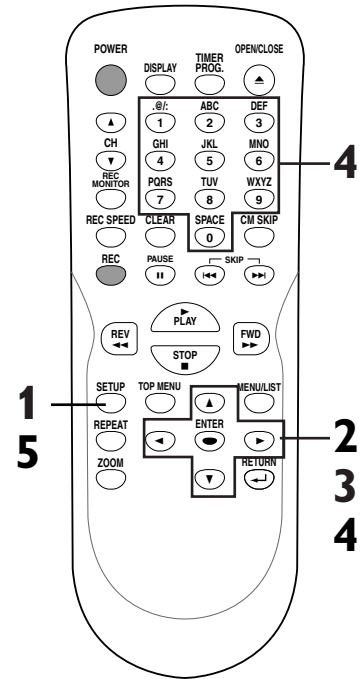 POWER
DISPLAY
TIMER
PROG.
OPEN/CLOSE
CH
.@/:
ABC
DEF
1
2
3
GHI
JKL
MNO
4
5
6
4
REC
MONITOR
PQRS
TUV
WXYZ
7
8
9
REC SPEED
CLEAR
SPACE
CM SKIP
0
REC
PAUSE
SKIP
PLAY
REV
FWD
STOP
SETUP
TOP MENU
MENU/LIST
1
5
REPEAT
ENTER
2
3
4
ZOOM
RETURN